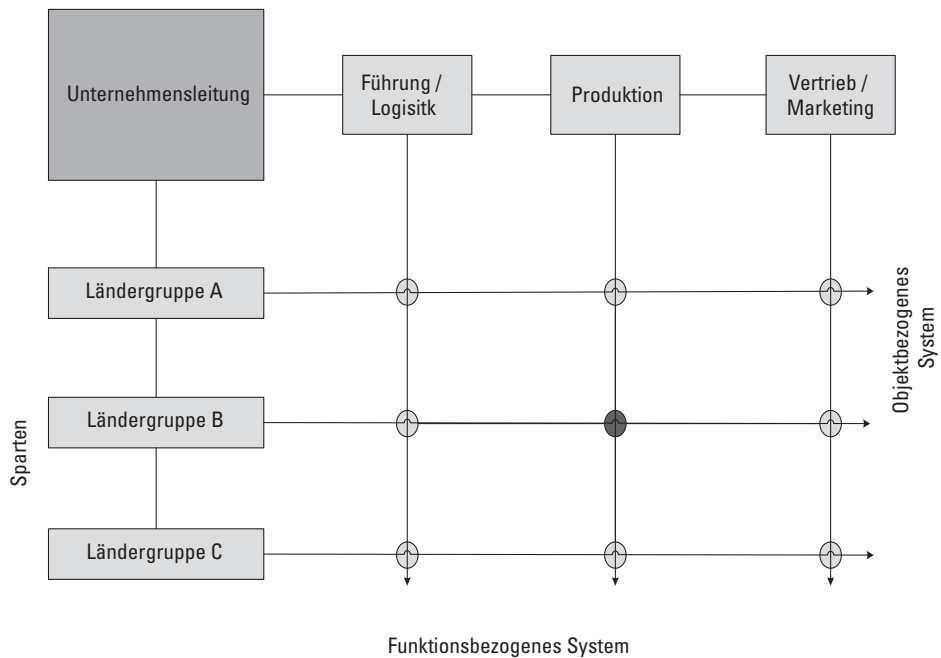 Unternehmensleitung
Führung /
Logisitk
Produktion
Vertrieb /
Marketing
Ländergruppe A
Ländergruppe B
Ländergruppe C
Sparten
Objektbezogenes
System
Funktionsbezogenes System